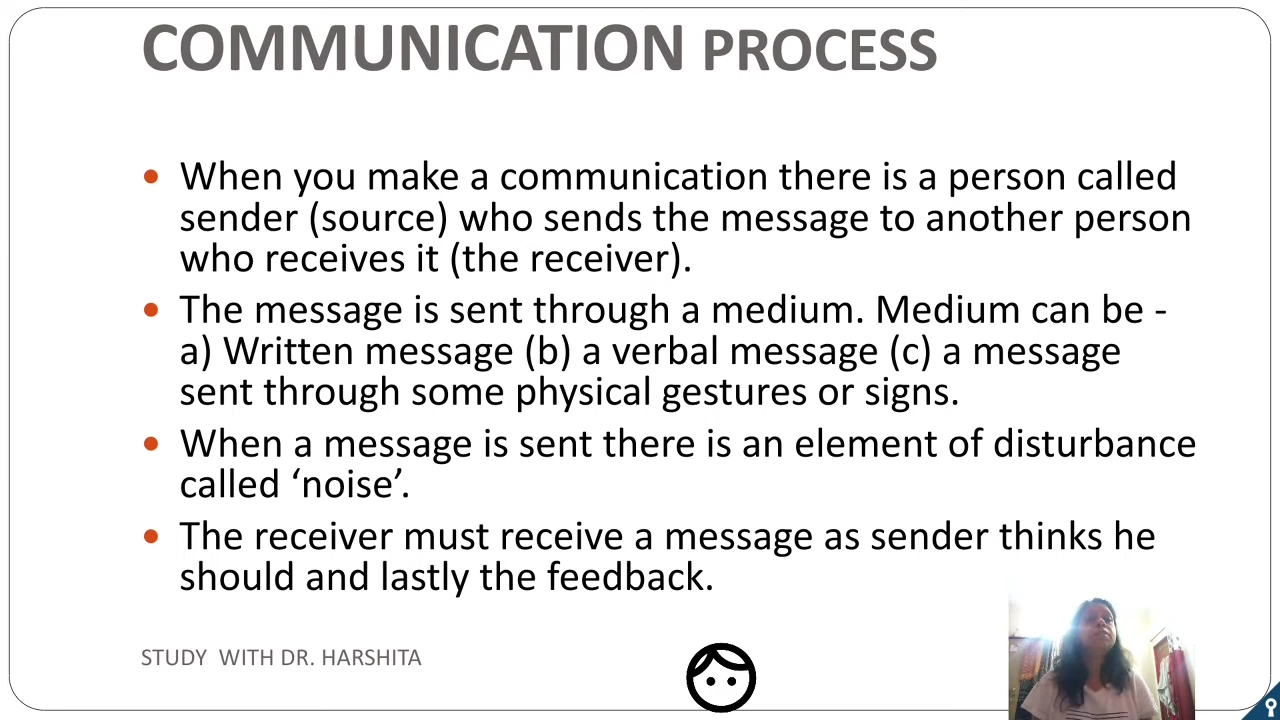 COMMUNICATION PROCESS
• When you make a communication there is a person called
sender (source) who sends the message to another person
who receives it (the receiver).
• The message is sent through a medium. Medium can be -
a) Written message (b) a verbal message (c) a message
sent through some physical gestures or signs.
• When a message is sent there is an element of disturbance
called ‘noise’.
• The receiver must receive a message as sender thinks he
should and lastly the feedback.
STUDY WITH DR. HARSHITA